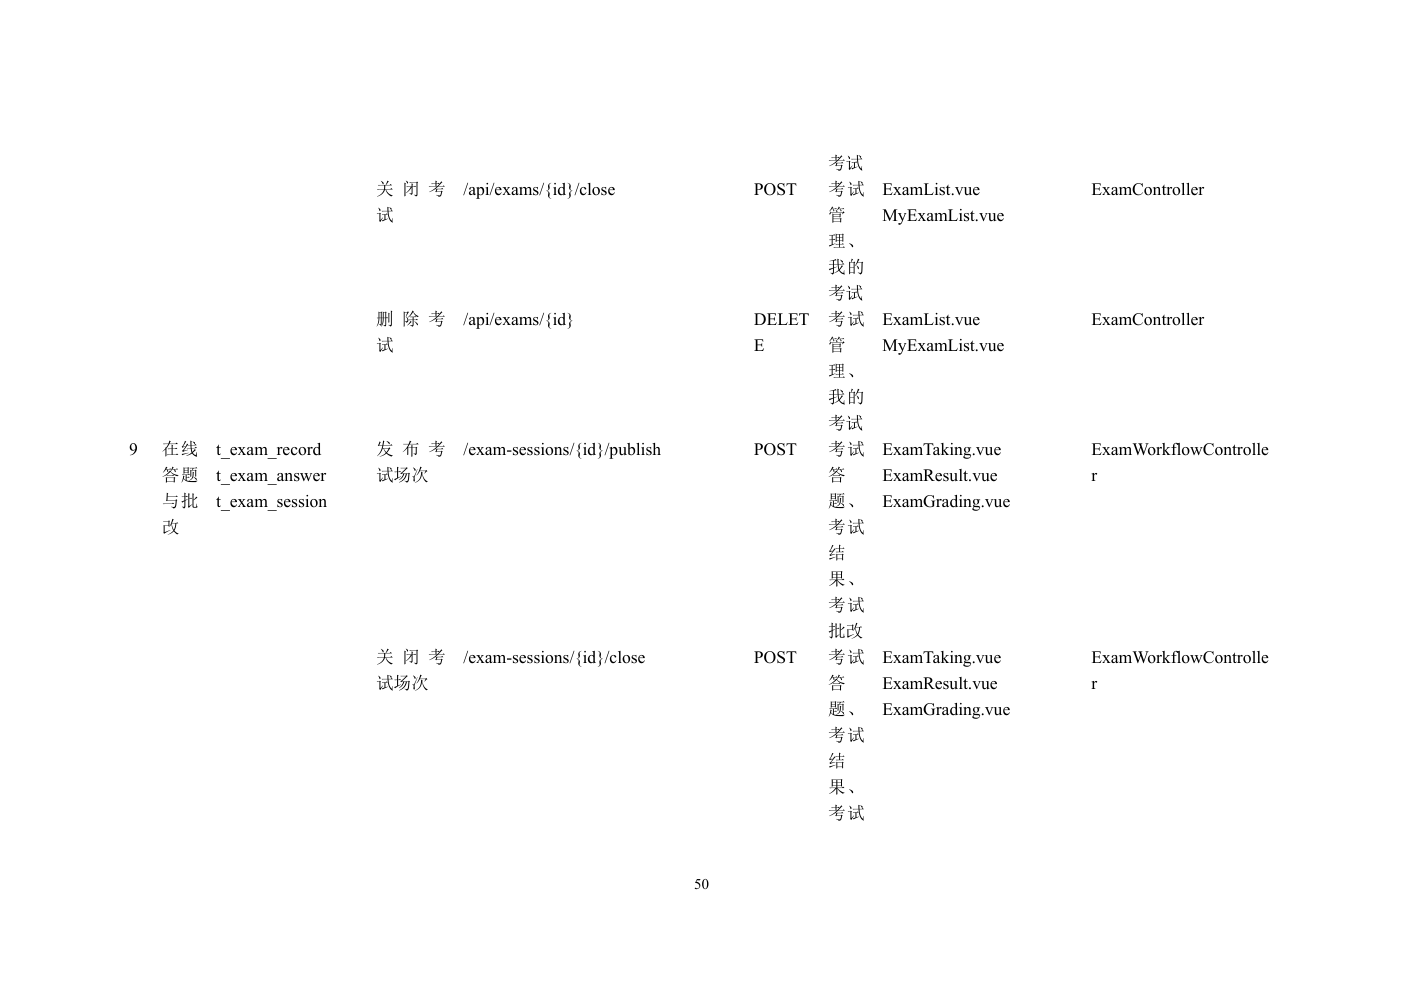 考试
关闭考 /api/exams/{id}/close POST 考试 ExamList.vue ExamController
试 管 MyExamList.vue
理、
我的
考试
删除考 /api/exams/{id} DELET 考试 ExamList.vue ExamController
试 E 管 MyExamList.vue
理、
我的
考试
9 在线 t_exam_record 发布考 /exam-sessions/{id}/publish POST 考试 ExamTaking.vue ExamWorkflowControlle
答题 t_exam_answer 试场次 答 ExamResult.vue r
与批 t_exam_session 题、 ExamGrading.vue
改 考试
结
果、
考试
批改
关闭考 /exam-sessions/{id}/close POST 考试 ExamTaking.vue ExamWorkflowControlle
试场次 答 ExamResult.vue r
题、 ExamGrading.vue
考试
结
果、
考试
50